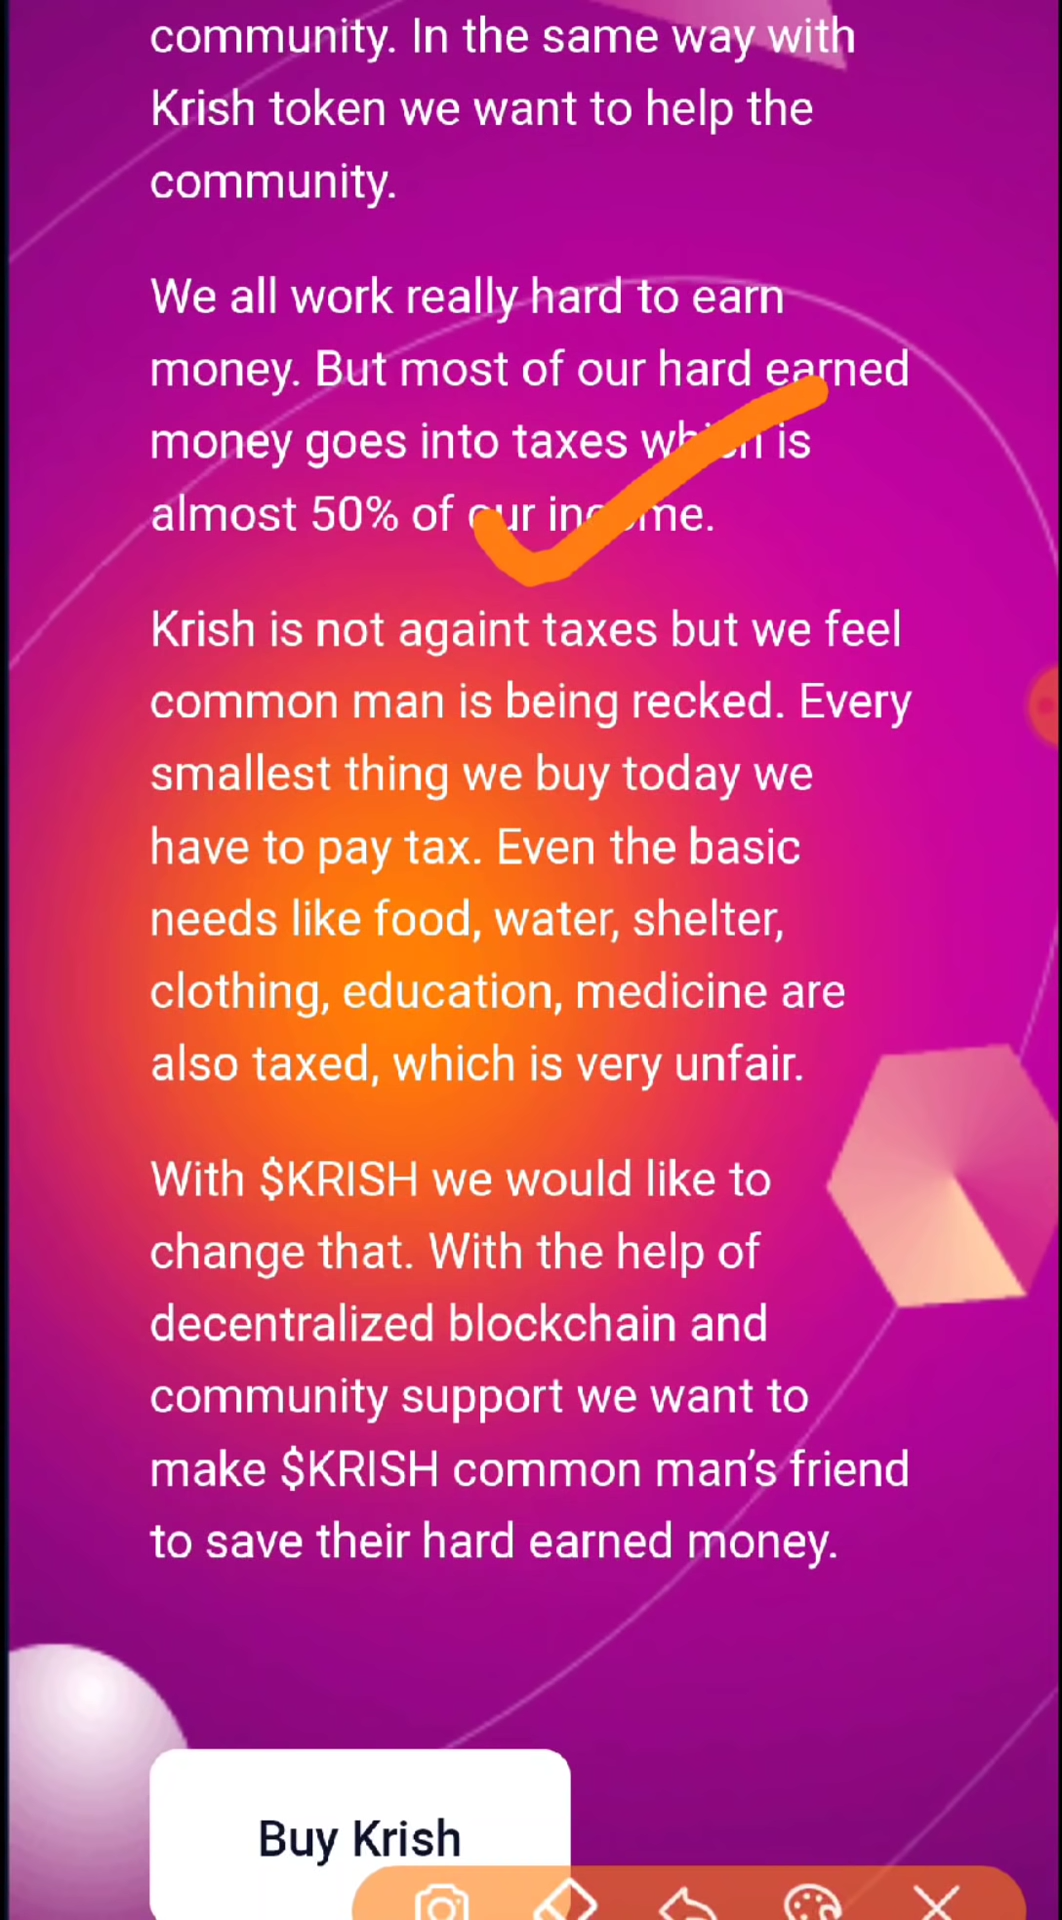 community. In the same way with
Krish token we want to help the
community.
We all work really hard to earn
money. But most of our hard earned
money goes into taxes which is
almost 50% of our income.
Krish is not againt taxes but we feel
common man is being recked. Every
smallest thing we buy today we
have to pay tax. Even the basic
needs like food, water, shelter,
clothing, education, medicine are
also taxed, which is very unfair.
With $KRISH we would like to
change that. With the help of
decentralized blockchain and
community support we want to
make $KRISH common man’s friend
to save their hard earned money.
Buy Krish